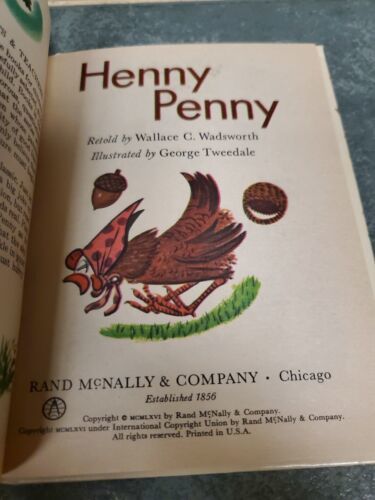 Henny
Penny
Retold by Wallace C. Wadsworth
Illustrated by George Tweedale
RAND McNALLY & COMPANY • Chicago
Established 1856
Copyright © MCMLXVI by Rand McNally & Company.
Copyright MCMLXVI under International Copyright Union by Rand McNally & Company.
All rights reserved. Printed in U.S.A.